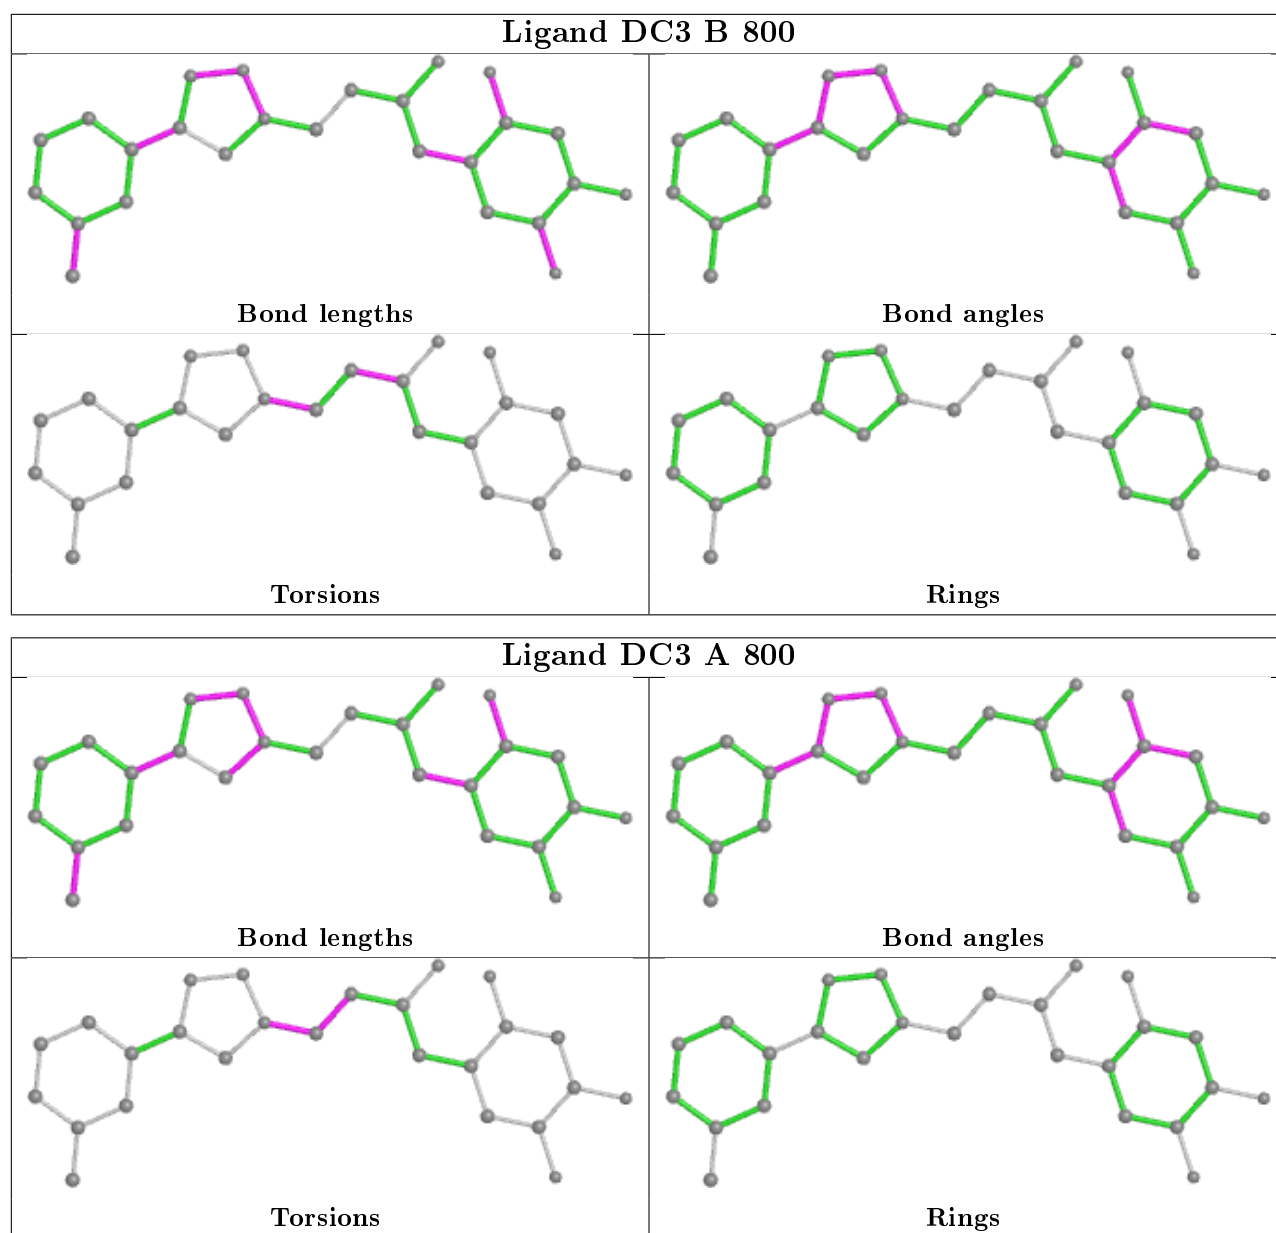 Ligand DC3 B 800
Bond lengths
Bond angles
Torsions
Rings
Ligand DC3 A 800
Bond lengths
Bond angles
Torsions
Rings